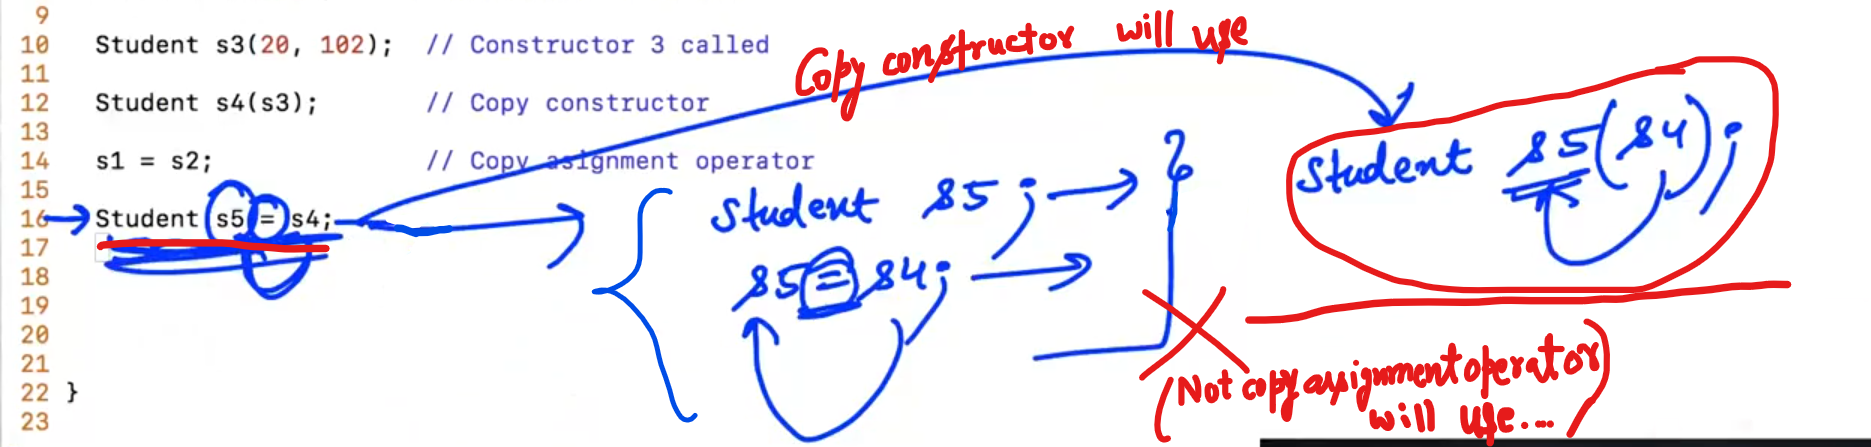 9
10 Student s3(20, 102); // Constructor 3 called
11
12 Student s4(s3); // Copy constructor
13
14 s1 = s2; // Copy assignment operator
15
16 Student s5 = s4;
17
18
19
20
21
22 }
23
Copy constructor will use
Student s5;
s5 = s4;
Student s5(s4);
(Not copy assignment operator
will use...)